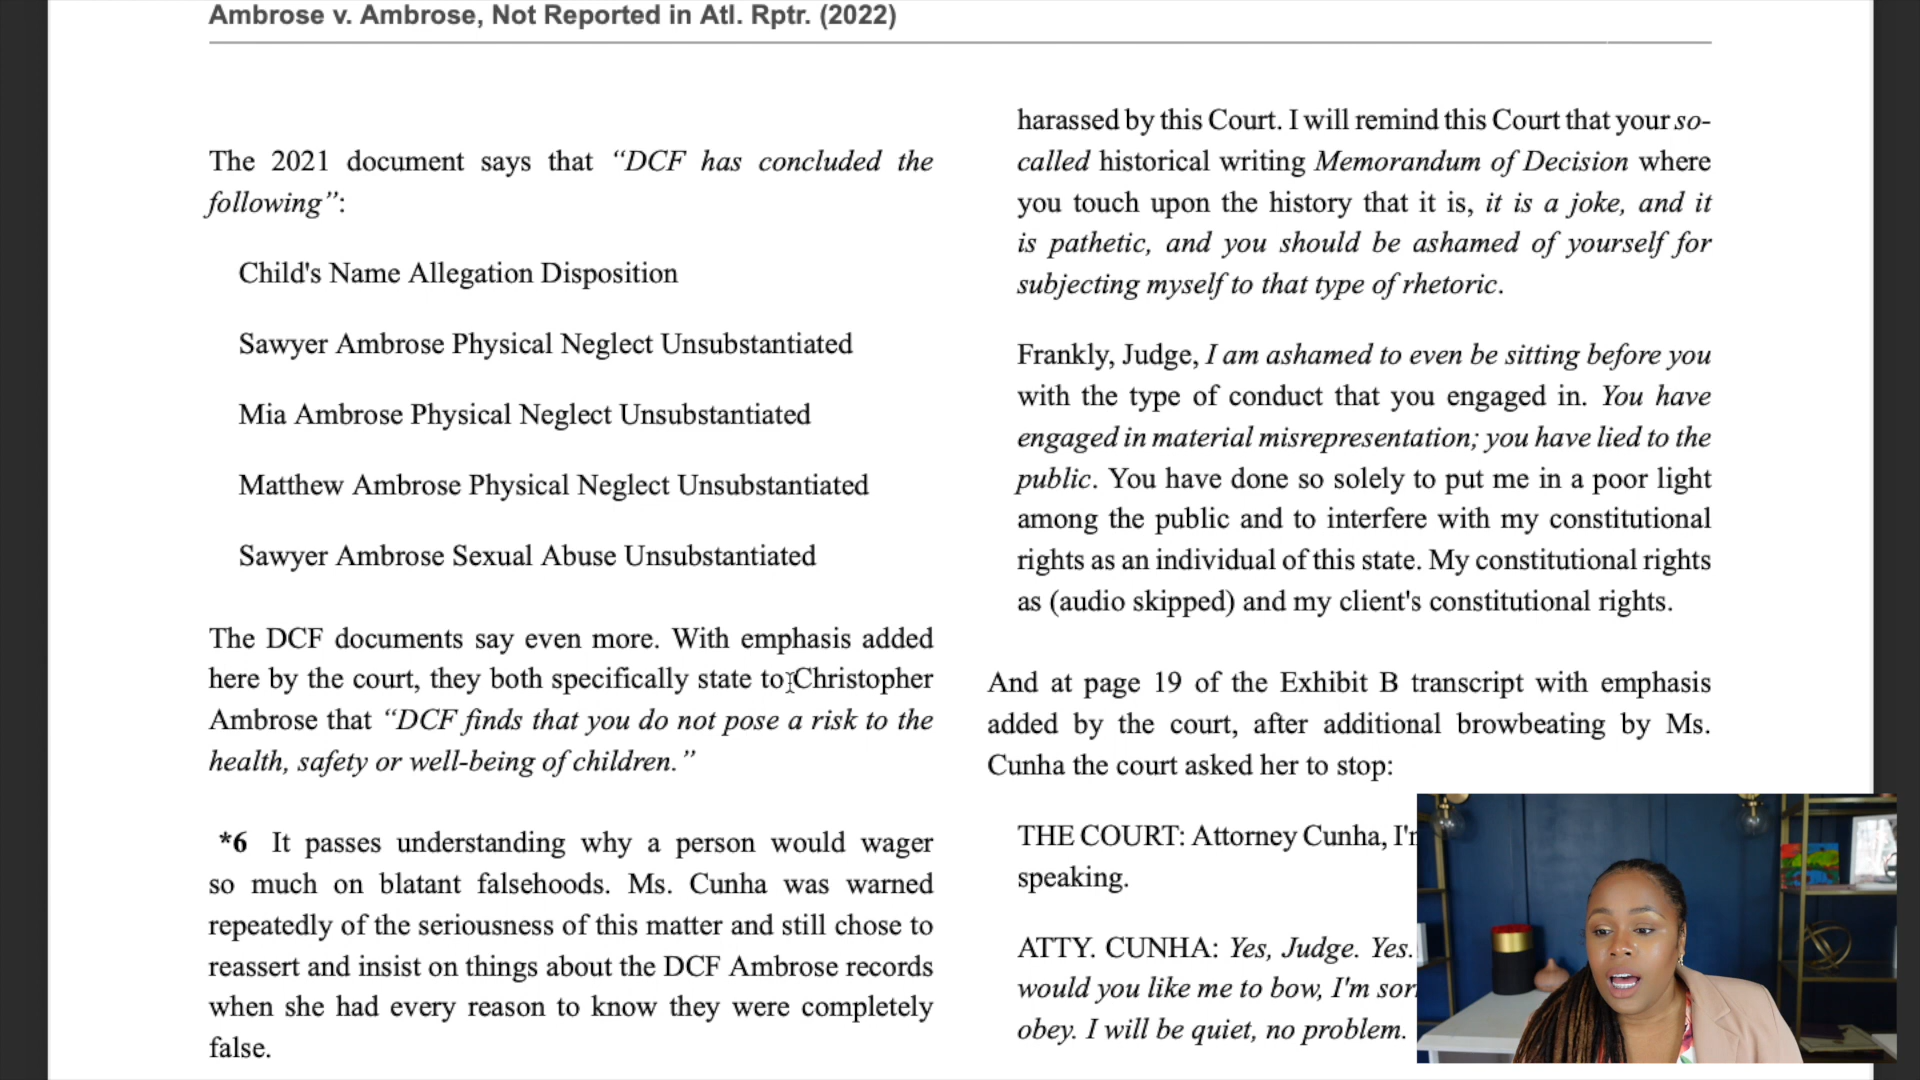 Ambrose v. Ambrose, Not Reported in Atl. Rptr. (2022)
The 2021 document says that “DCF has concluded the
following”:
Child's Name Allegation Disposition
Sawyer Ambrose Physical Neglect Unsubstantiated
Mia Ambrose Physical Neglect Unsubstantiated
Matthew Ambrose Physical Neglect Unsubstantiated
Sawyer Ambrose Sexual Abuse Unsubstantiated
The DCF documents say even more. With emphasis added
here by the court, they both specifically state to Christopher
Ambrose that “DCF finds that you do not pose a risk to the
health, safety or well-being of children.”
*6 It passes understanding why a person would wager
so much on blatant falsehoods. Ms. Cunha was warned
repeatedly of the seriousness of this matter and still chose to
reassert and insist on things about the DCF Ambrose records
when she had every reason to know they were completely
false.
harassed by this Court. I will remind this Court that your so-
called historical writing Memorandum of Decision where
you touch upon the history that it is, it is a joke, and it
is pathetic, and you should be ashamed of yourself for
subjecting myself to that type of rhetoric.
Frankly, Judge, I am ashamed to even be sitting before you
with the type of conduct that you engaged in. You have
engaged in material misrepresentation; you have lied to the
public. You have done so solely to put me in a poor light
among the public and to interfere with my constitutional
rights as an individual of this state. My constitutional rights
as (audio skipped) and my client's constitutional rights.
And at page 19 of the Exhibit B transcript with emphasis
added by the court, after additional browbeating by Ms.
Cunha the court asked her to stop:
THE COURT: Attorney Cunha,
speaking.
ATTY. CUNHA: Yes, Judge. Yes.
would you like me to bow, I'm
obey. I will be quiet, no problem.